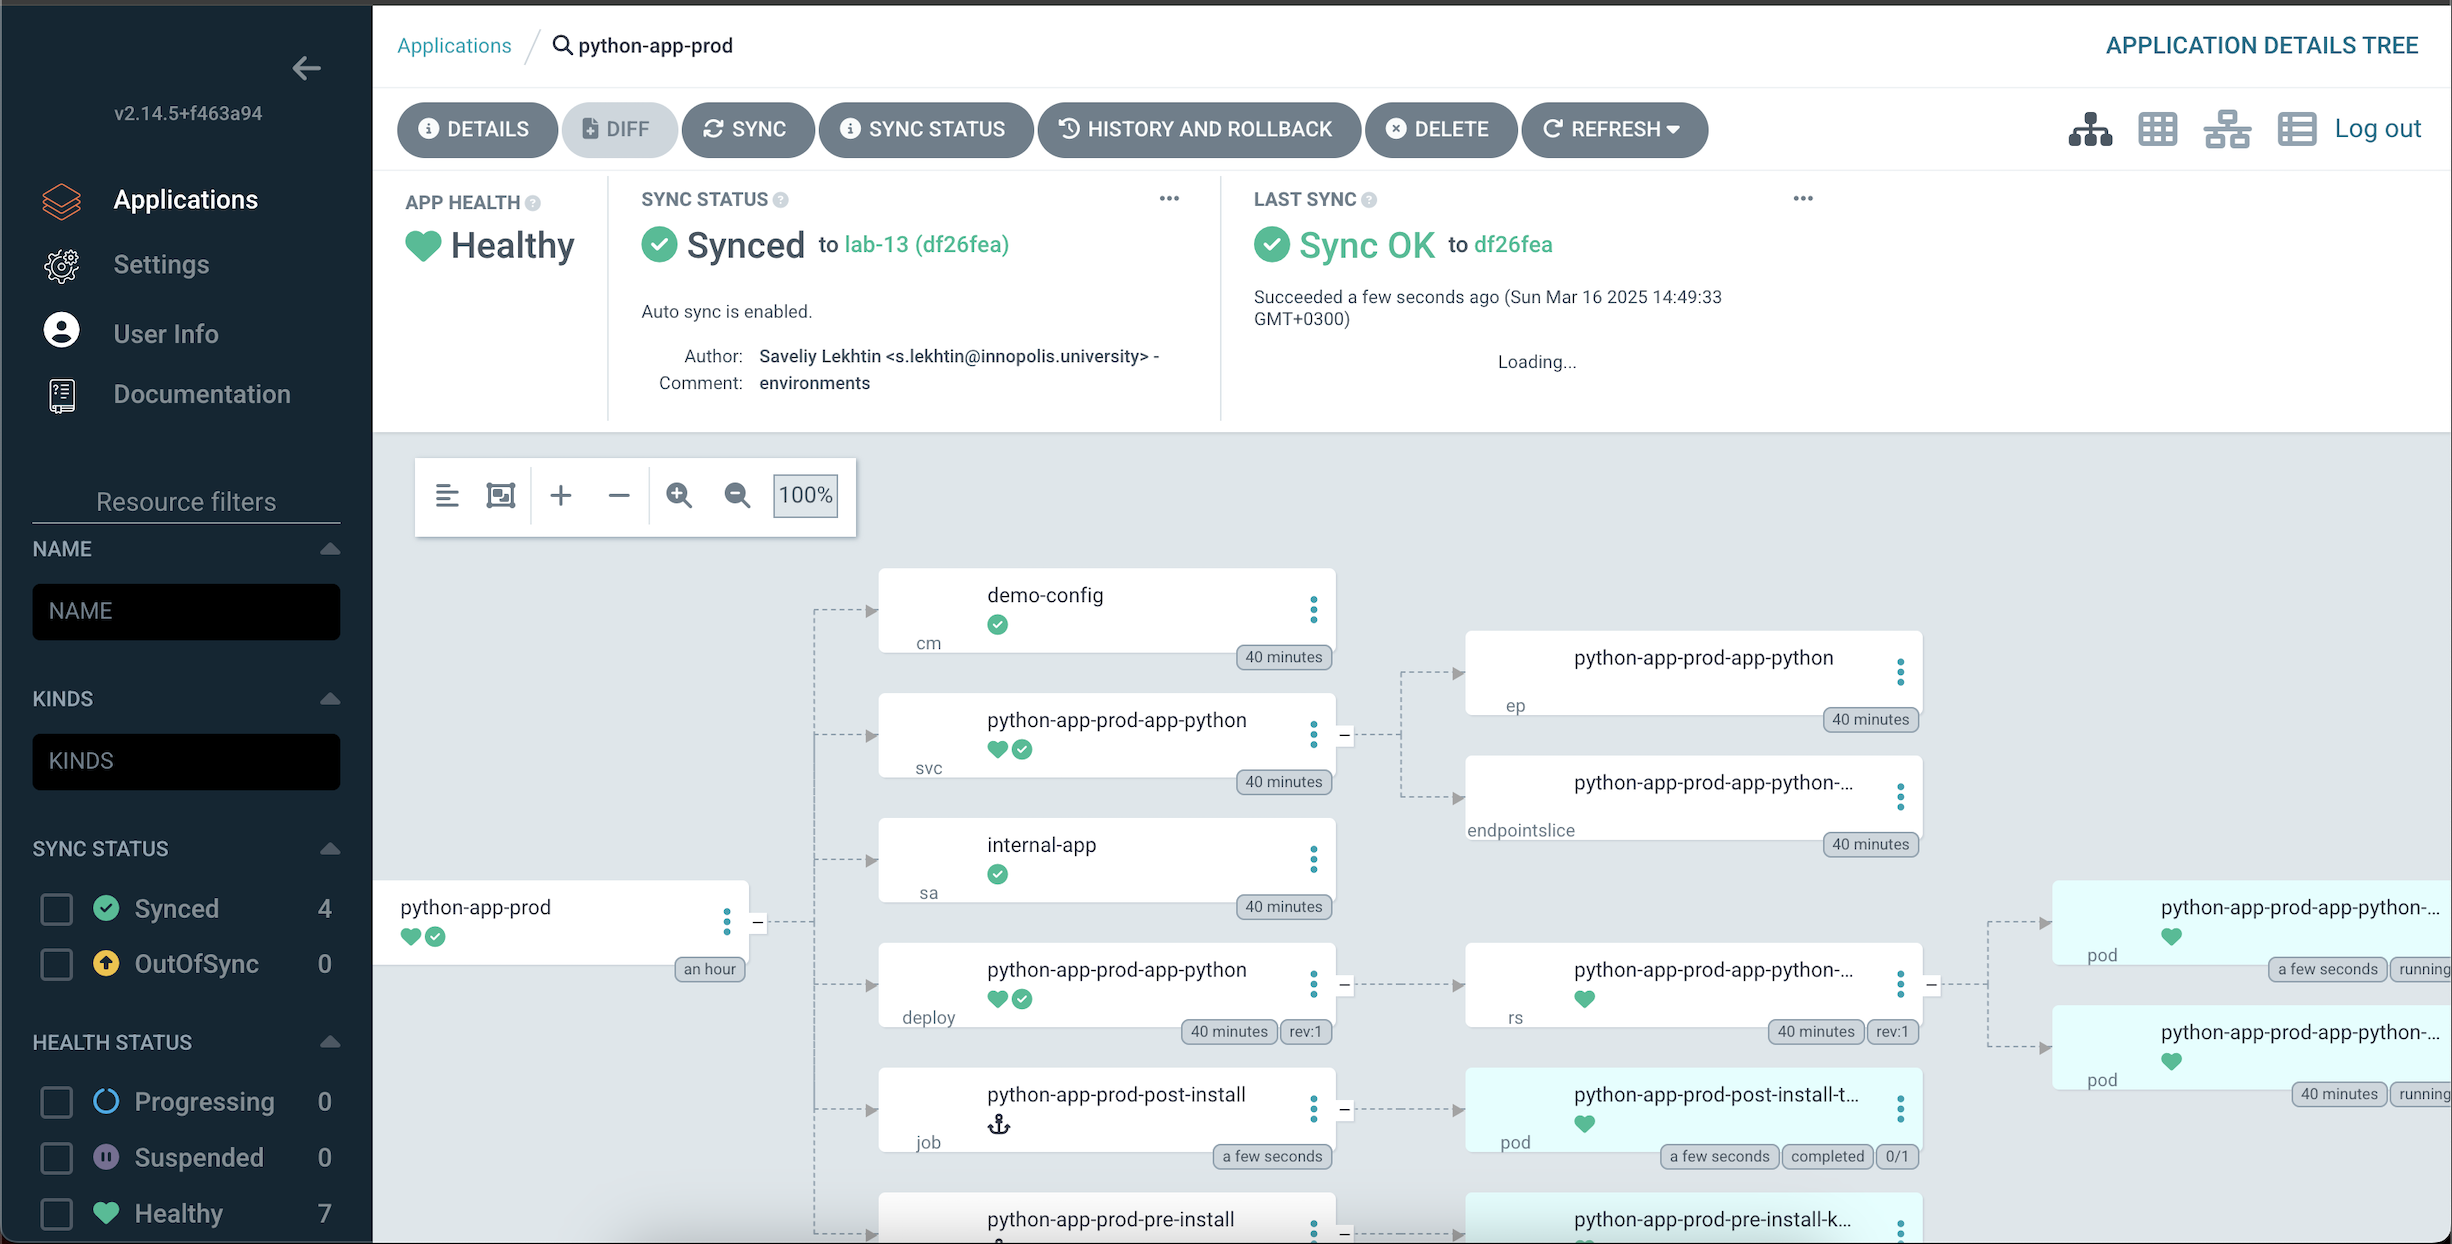 Applications / python-app-prod
APPLICATION DETAILS TREE
v2.14.5+f463a94
Applications
Settings
User Info
Documentation
Resource filters
NAME
NAME
KINDS
KINDS
SYNC STATUS
Synced 4
OutOfSync 0
HEALTH STATUS
Progressing 0
Suspended 0
Healthy 7
DETAILS DIFF SYNC SYNC STATUS HISTORY AND ROLLBACK DELETE REFRESH
Log out
APP HEALTH
Healthy
SYNC STATUS
Synced to lab-13 (df26fea)
Auto sync is enabled.
Author: Saveliy Lekhtin <s.lekhtin@innopolis.university> -
Comment: environments
LAST SYNC
Sync OK to df26fea
Succeeded a few seconds ago (Sun Mar 16 2025 14:49:33
GMT+0300)
Loading...
100%
python-app-prod
an hour
demo-config
cm
40 minutes
python-app-prod-app-python
svc
40 minutes
internal-app
sa
40 minutes
python-app-prod-app-python
deploy
40 minutes rev:1
python-app-prod-post-install
job
a few seconds
python-app-prod-pre-install
python-app-prod-app-python
ep
40 minutes
python-app-prod-app-python-...
endpointslice
40 minutes
python-app-prod-app-python-...
rs
40 minutes rev:1
python-app-prod-post-install-t...
pod
a few seconds completed 0/1
python-app-prod-pre-install-k...
python-app-prod-app-python-...
pod
a few seconds running
python-app-prod-app-python-...
pod
40 minutes running